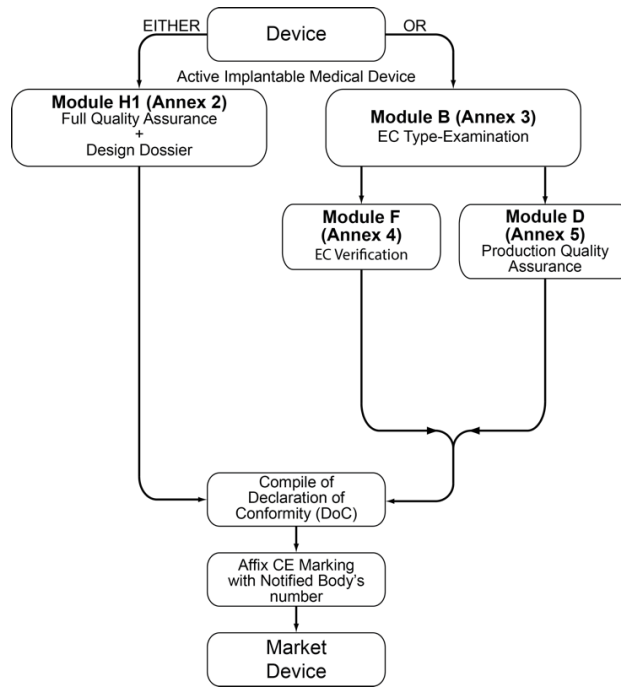 EITHER
Device
OR
Active Implantable Medical Device
Module H1 (Annex 2)
Full Quality Assurance
+
Design Dossier
Module B (Annex 3)
EC Type-Examination
Module F
(Annex 4)
EC Verification
Module D
(Annex 5)
Production Quality
Assurance
Compile of
Declaration of
Conformity (DoC)
Affix CE Marking
with Notified Body's
number
Market
Device